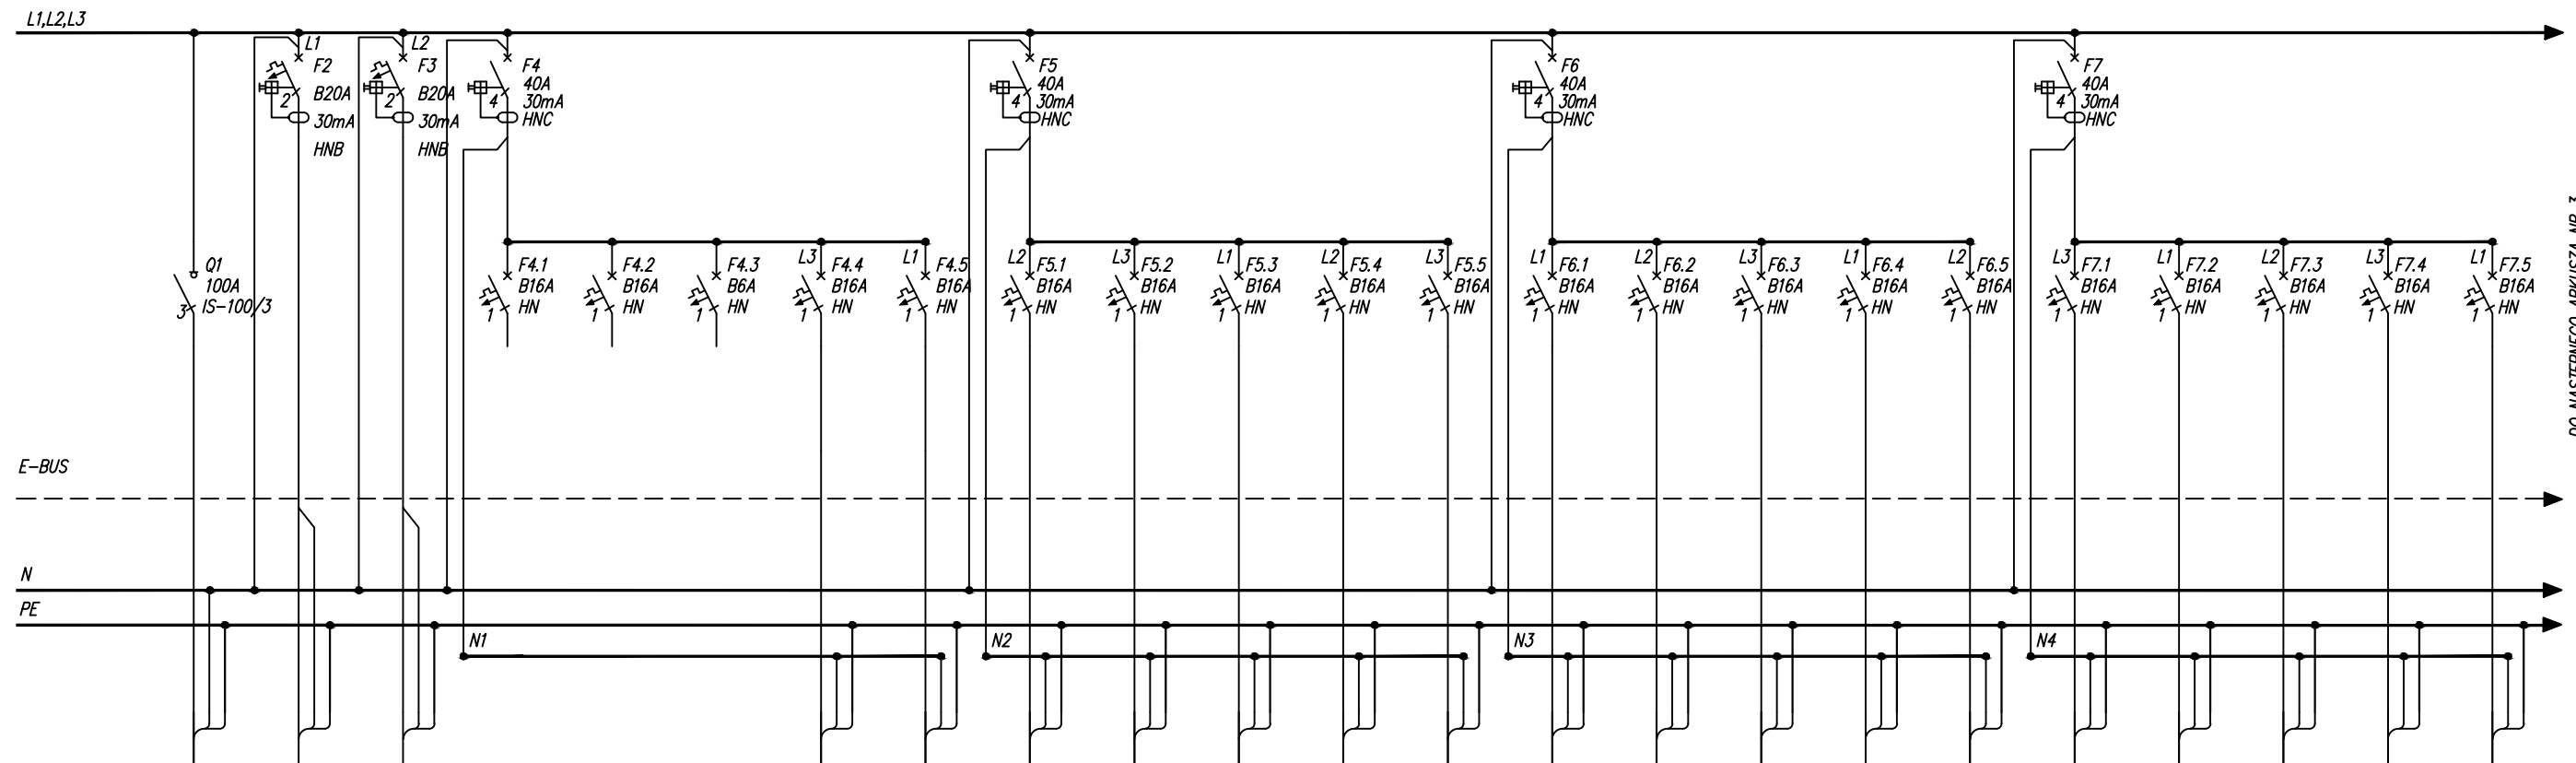 L1,L2,L3
L1
F2
2
B20A
30mA
HNB
L2
F3
2
B20A
30mA
HNB
F4
40A
4
30mA
HNC
F5
40A
4
30mA
HNC
F6
40A
4
30mA
HNC
F7
40A
4
30mA
HNC
Q1
100A
3
IS-100/3
F4.1
B16A
HN
1
F4.2
B16A
HN
1
F4.3
B6A
HN
1
L3
F4.4
B16A
HN
1
L1
F4.5
B16A
HN
1
L2
F5.1
B16A
HN
1
L3
F5.2
B16A
HN
1
L1
F5.3
B16A
HN
1
L2
F5.4
B16A
HN
1
L3
F5.5
B16A
HN
1
L1
F6.1
B16A
HN
1
L2
F6.2
B16A
HN
1
L3
F6.3
B16A
HN
1
L1
F6.4
B16A
HN
1
L2
F6.5
B16A
HN
1
L3
F7.1
B16A
HN
1
L1
F7.2
B16A
HN
1
L2
F7.3
B16A
HN
1
L3
F7.4
B16A
HN
1
L1
F7.5
B16A
HN
1
DO NASTĘPNEGO ARKUSZA NR 3
E-BUS
N
PE
N1
N2
N3
N4